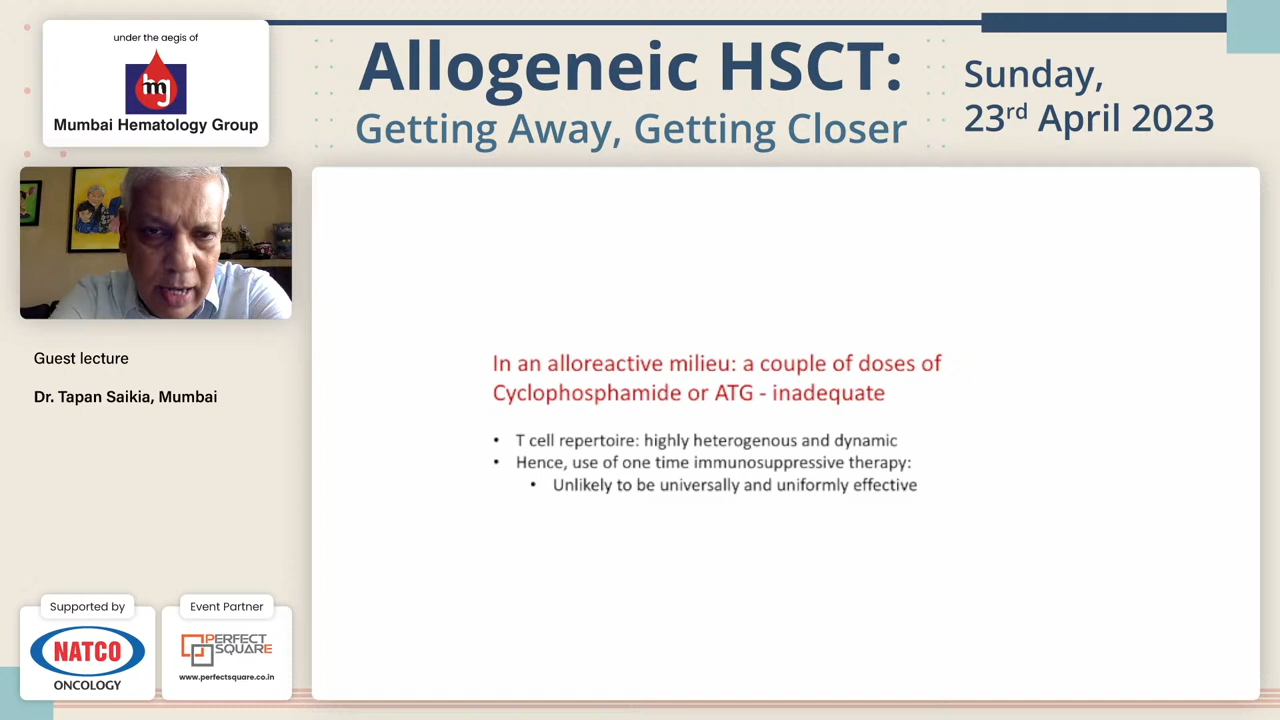 under the aegis of
mg
Mumbai Hematology Group
Allogeneic HSCT:
Getting Away, Getting Closer
Sunday,
23rd April 2023
Guest lecture
Dr. Tapan Saikia, Mumbai
In an alloreactive milieu: a couple of doses of
Cyclophosphamide or ATG - inadequate
• T cell repertoire: highly heterogenous and dynamic
• Hence, use of one time immunosuppressive therapy:
• Unlikely to be universally and uniformly effective
Supported by
NATCO
ONCOLOGY
Event Partner
PERFECT
SQUARE
www.perfectsquare.co.in